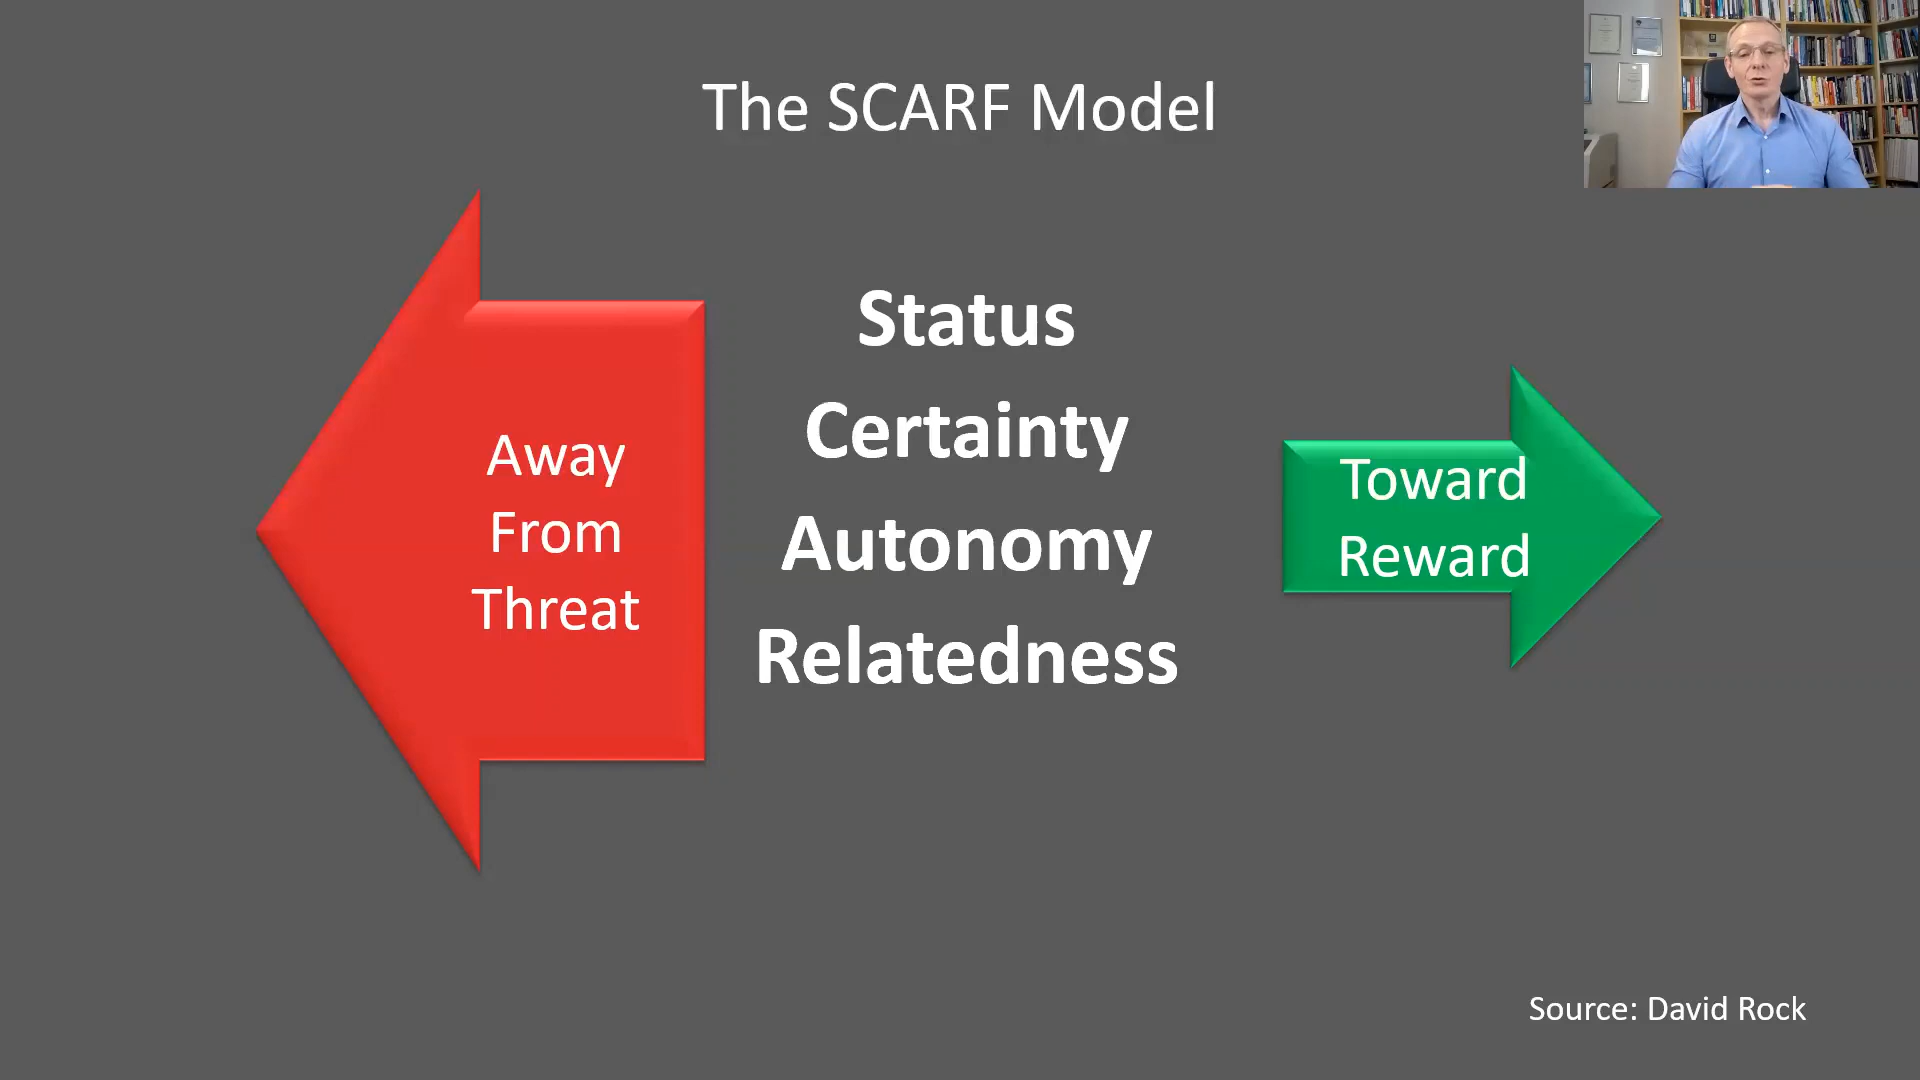 The SCARF Model
Away
From
Threat
Status
Certainty
Autonomy
Relatedness
Toward
Reward
Source: David Rock